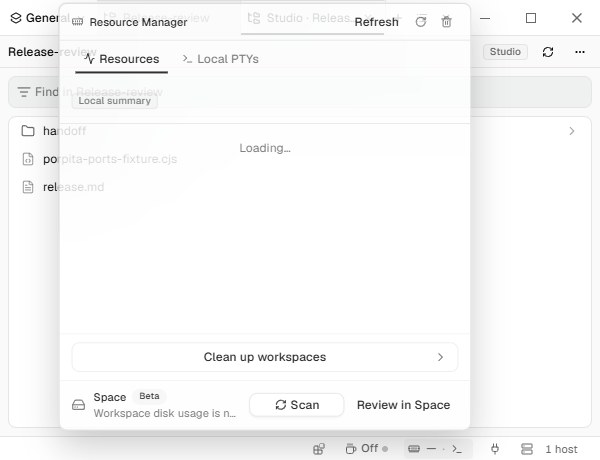 General
Studio · Releas...
Resource Manager
Refresh
Release-review
Studio
Resources
Local PTYs
Find in Release-review
Local summary
handoff
Loading...
porpita-ports-fixture.cjs
release.md
Clean up workspaces
Space
Beta
Workspace disk usage is n...
Scan
Review in Space
Off
1 host